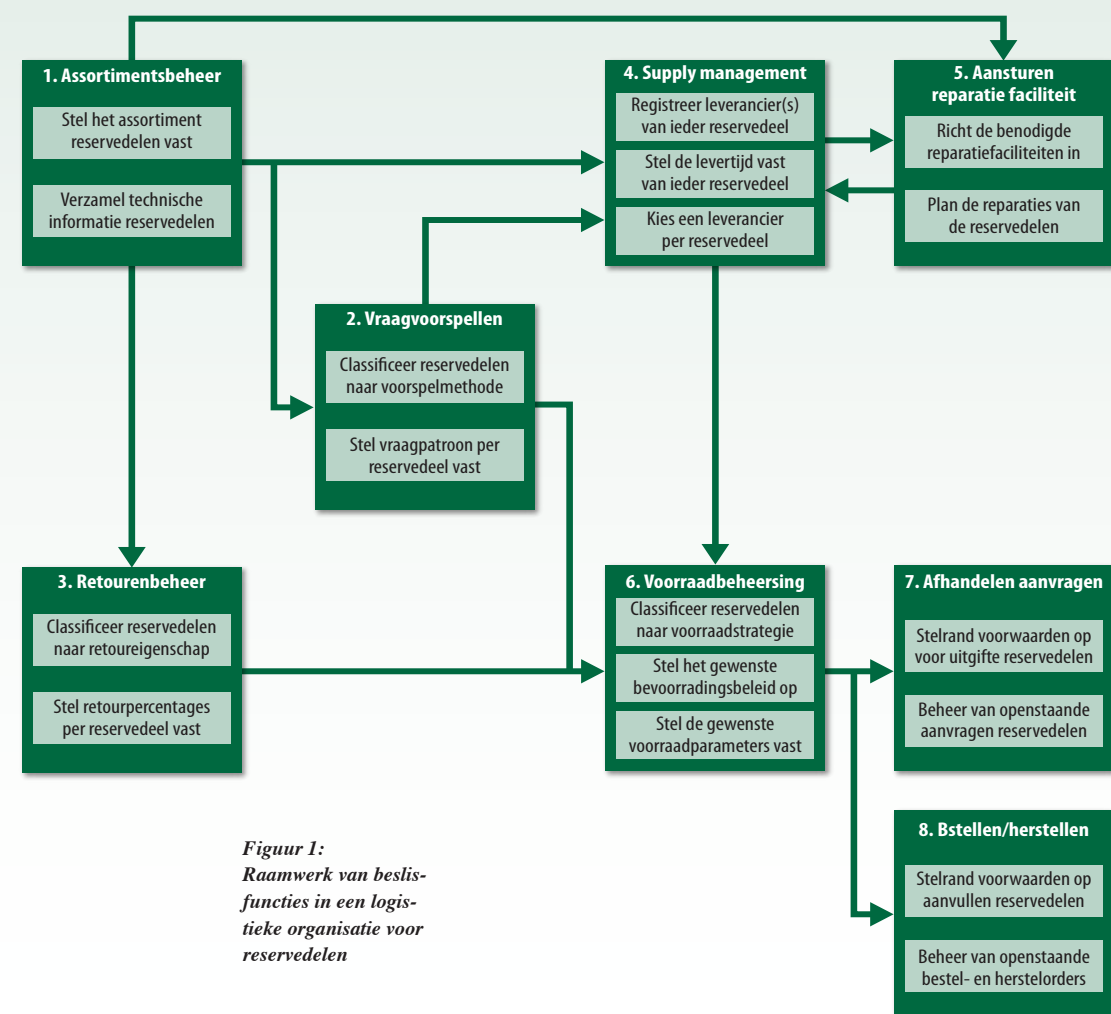 1. Assortimentsbeheer
Stel het assortiment
reservedelen vast
Verzamel technische
informatie reservedelen
2. Vraagvoorspellen
Classificeer reservedelen
naar voorspelmethode
Stel vraagpatroon per
reservedeel vast
3. Retourenbeheer
Classificeer reservedelen
naar retoureigenschap
Stel retourpercentages
per reservedeel vast
4. Supply management
Registreer leverancier(s)
van ieder reservedeel
Stel de levertijd vast
van ieder reservedeel
Kies een leverancier
per reservedeel
5. Aansturen
reparatie faciliteit
Richt de benodigde
reparatiefaciliteiten in
Plan de reparaties van
de reservedelen
6. Voorraadbeheersing
Classificeer reservedelen
naar voorraadstrategie
Stel het gewenste
bevoorradingsbeleid op
Stel de gewenste
voorraadparameters vast
7. Afhandelen aanvragen
Stelrand voorwaarden op
voor uitgifte reservedelen
Beheer van openstaande
aanvragen reservedelen
8. Bstellen/herstellen
Stelrand voorwaarden op
aanvullen reservedelen
Beheer van openstaande
bestel- en herstelorders
Figuur 1:
Raamwerk van beslis-
functies in een logis-
tieke organisatie voor
reservedelen